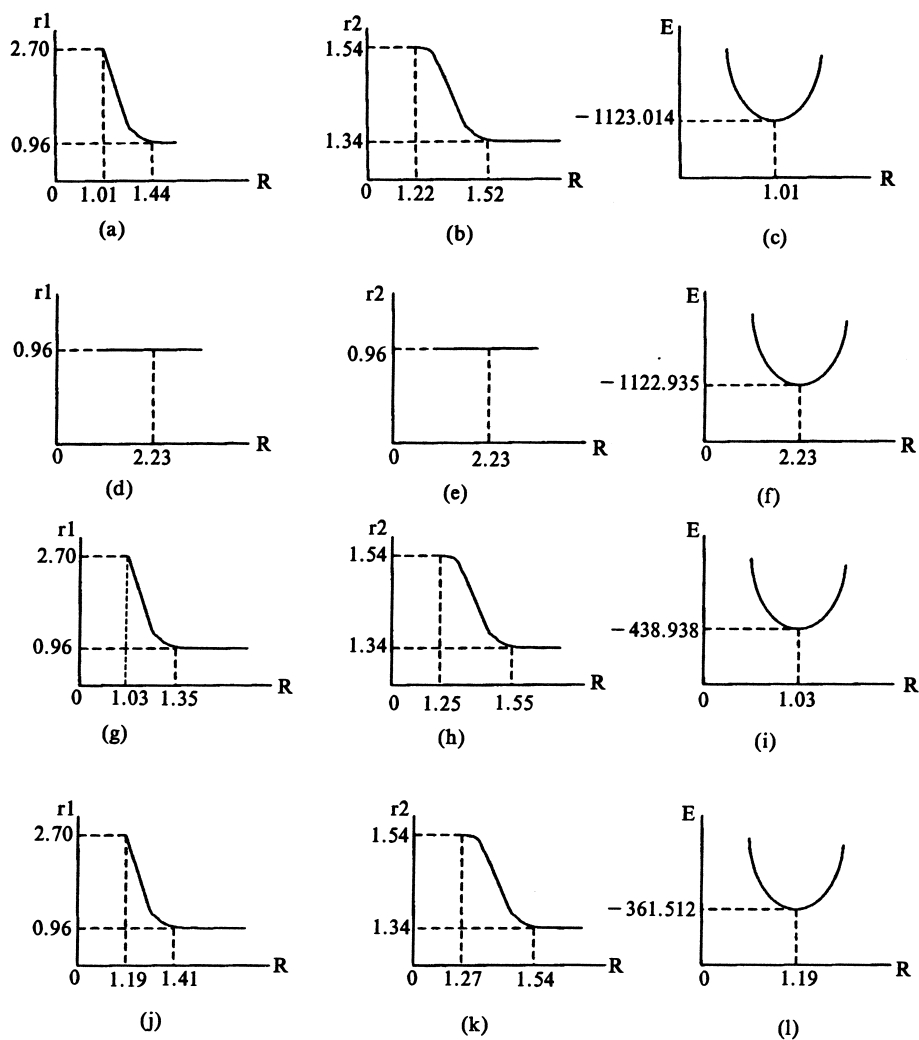 r1 r2 E
2.70 1.54 −1123.014
0.96 1.34
0 1.01 1.44 R 0 1.22 1.52 R 1.01 R
(a) (b) (c)
r1 r2 E
0.96 0.96 −1122.935
0 2.23 R 0 2.23 R 0 2.23 R
(d) (e) (f)
r1 r2 E
2.70 1.54 −438.938
0.96 1.34
0 1.03 1.35 R 0 1.25 1.55 R 0 1.03 R
(g) (h) (i)
r1 r2 E
2.70 1.54 −361.512
0.96 1.34
0 1.19 1.41 R 0 1.27 1.54 R 0 1.19 R
(j) (k) (l)